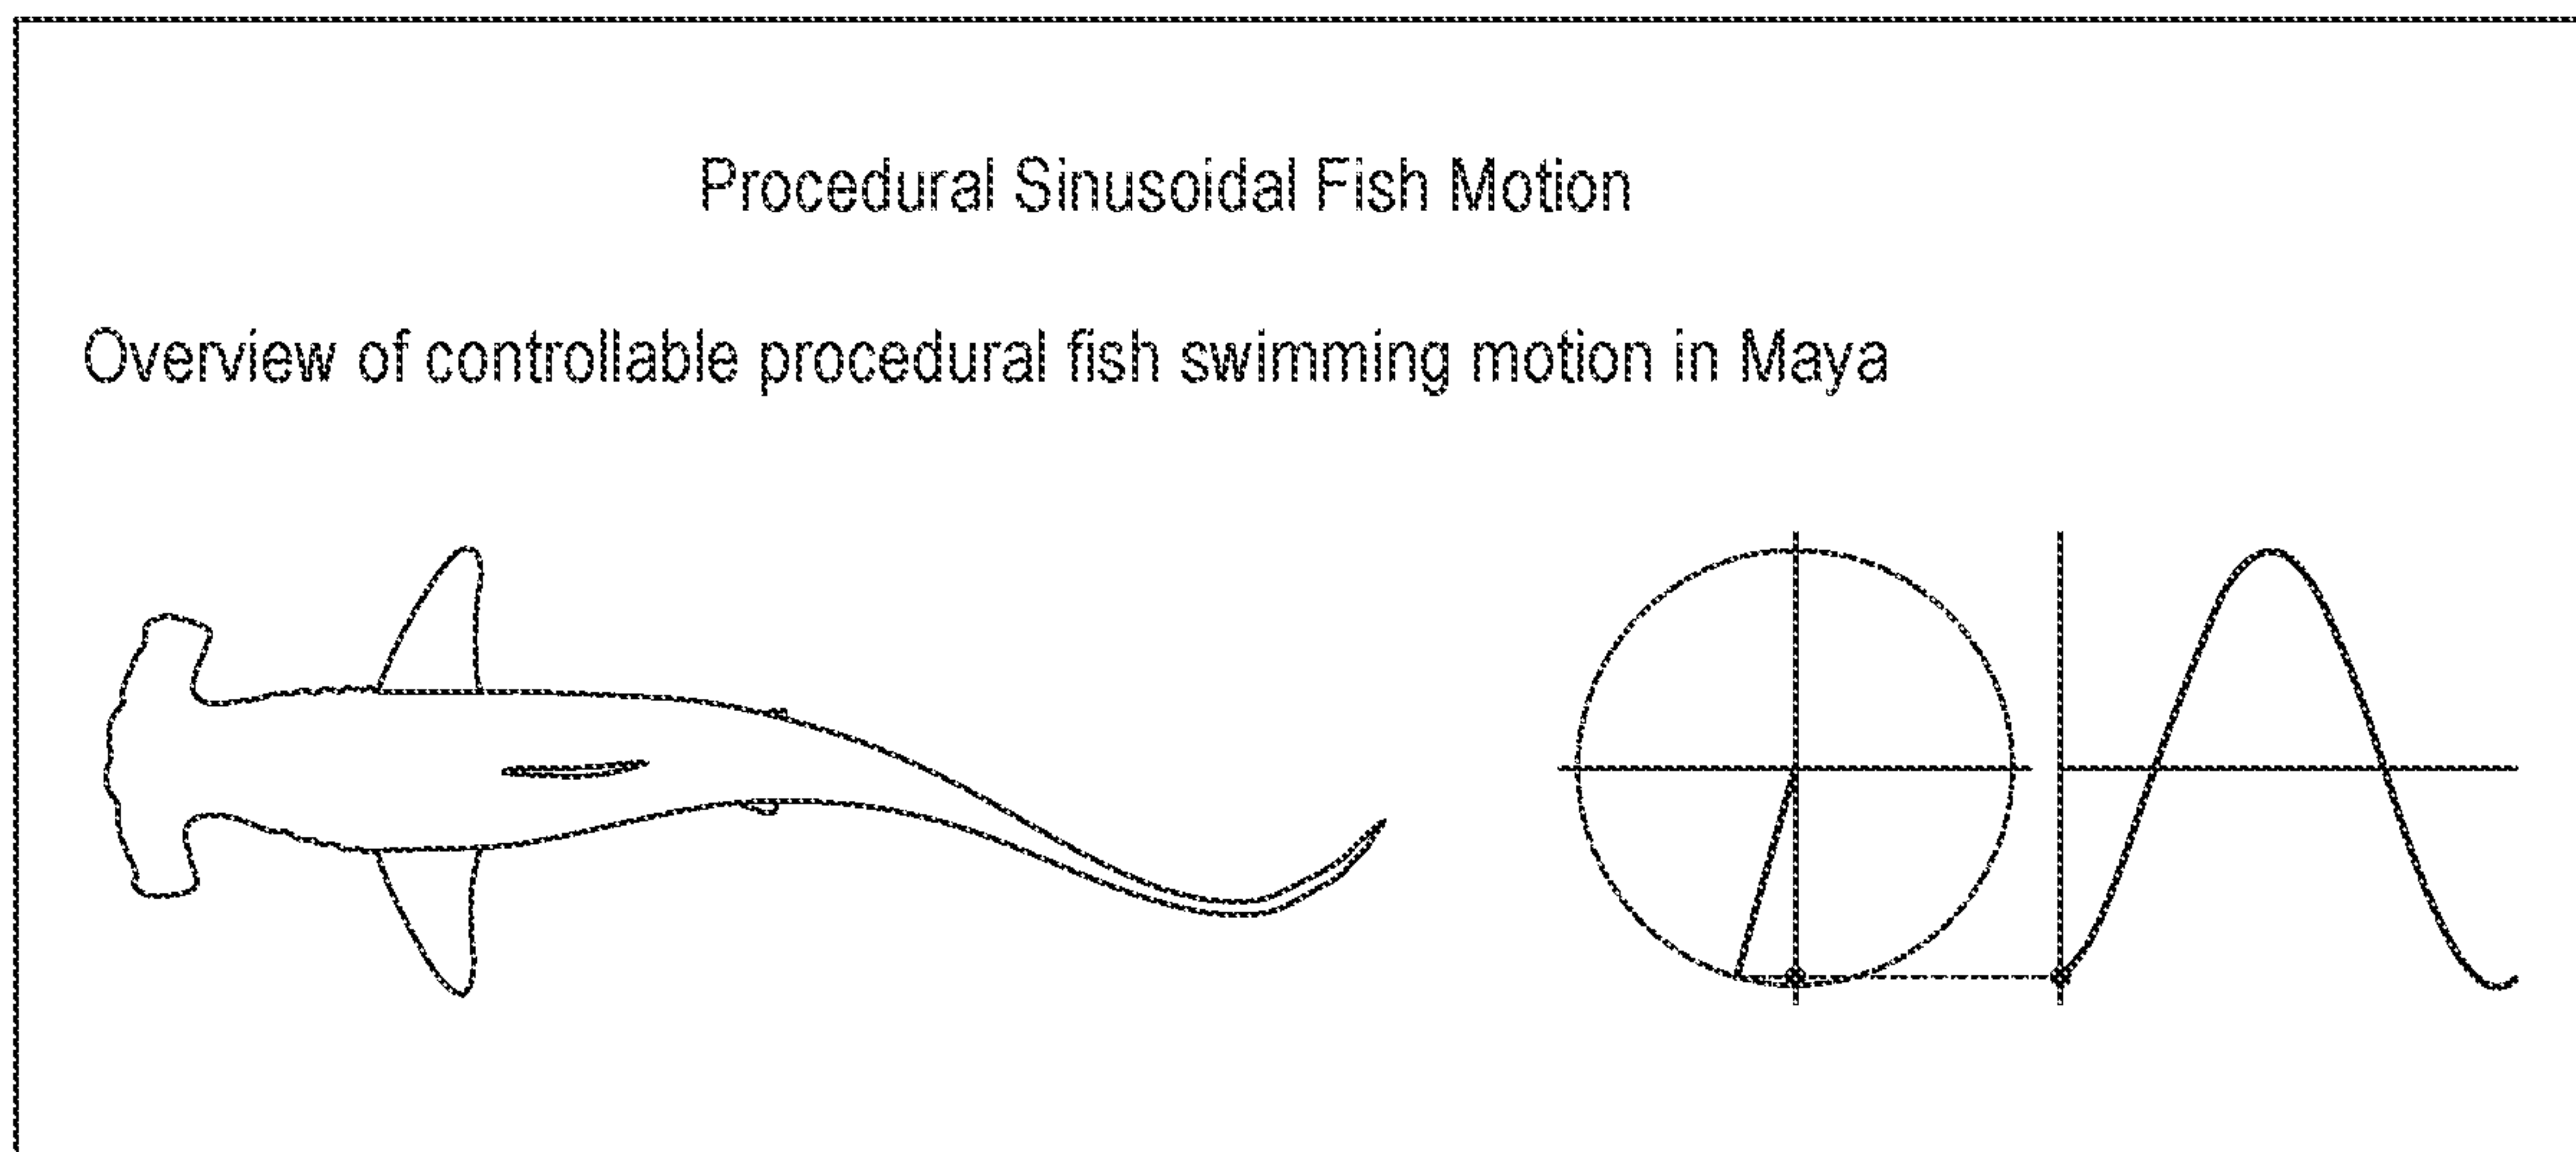 Procedural Sinusoidal Fish Motion
Overview of controllable procedural fish swimming motion in Maya